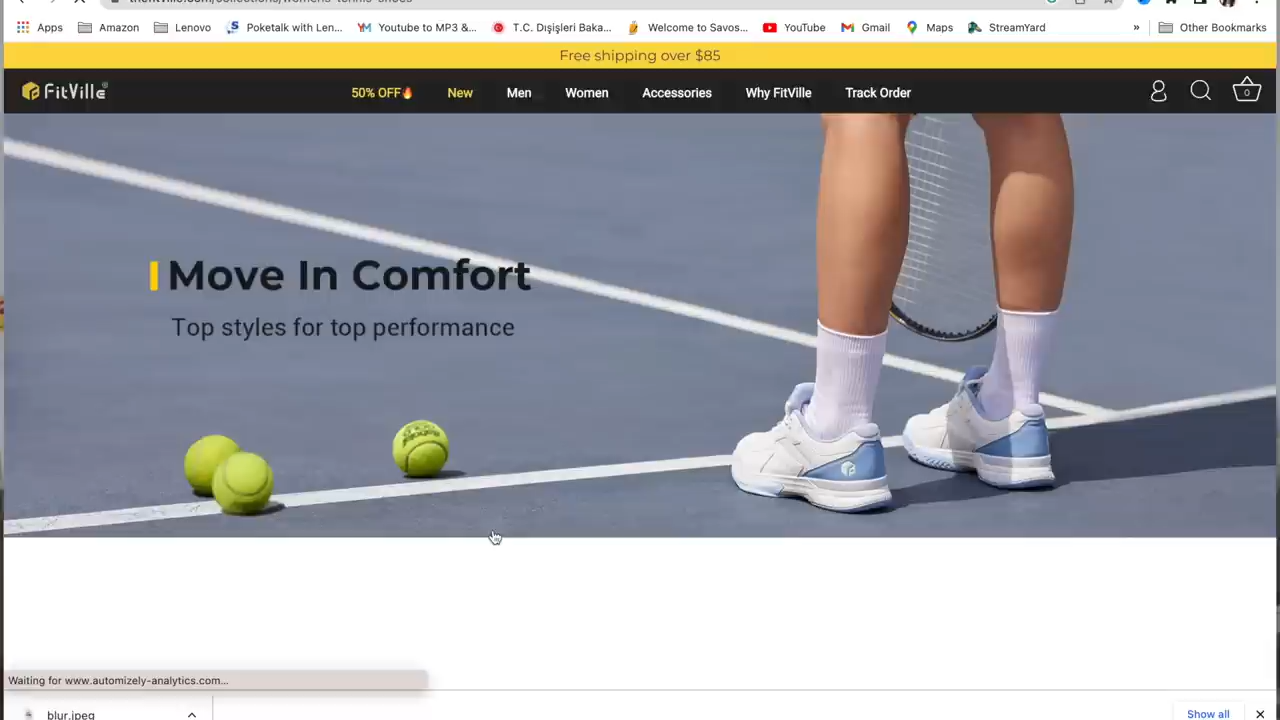 Apps
Amazon
Lenovo
Poketalk with Len...
Youtube to MP3 &...
T.C. Dışişleri Baka...
Welcome to Savos...
YouTube
Gmail
Maps
StreamYard
»
Other Bookmarks
Free shipping over $85
FitVille®
50% OFF🔥
New
Men
Women
Accessories
Why FitVille
Track Order
0
Move In Comfort
Top styles for top performance
Waiting for www.automizely-analytics.com...
blur.jpeg
Show all